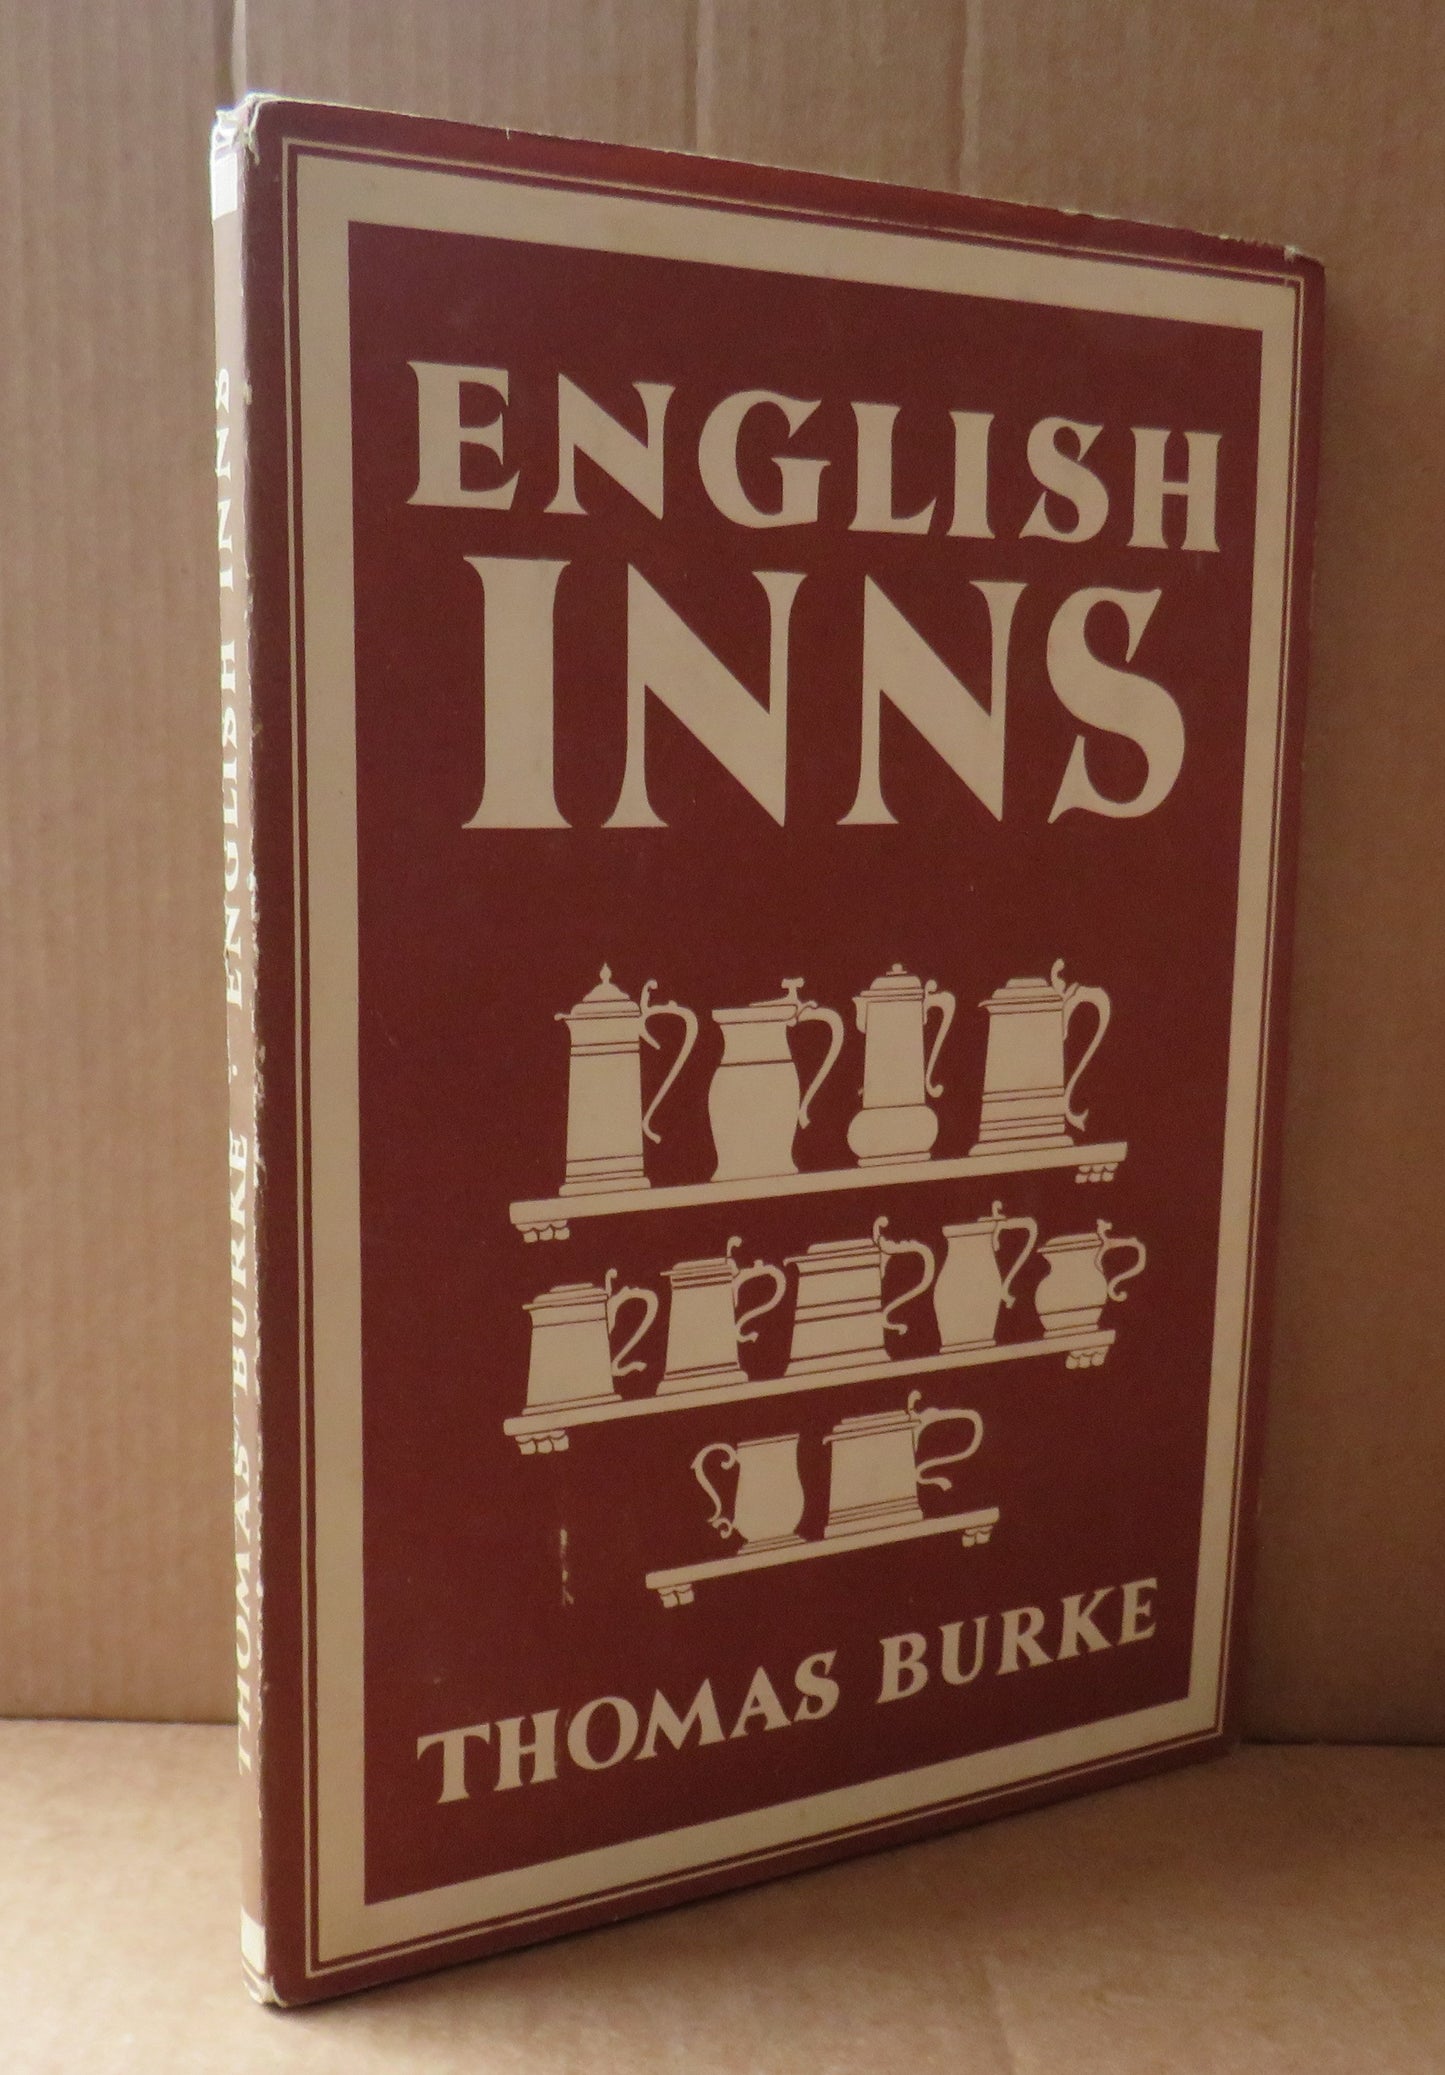 ENGLISH
INNS
THOMAS BURKE
THOMAS BURKE · ENGLISH INNS